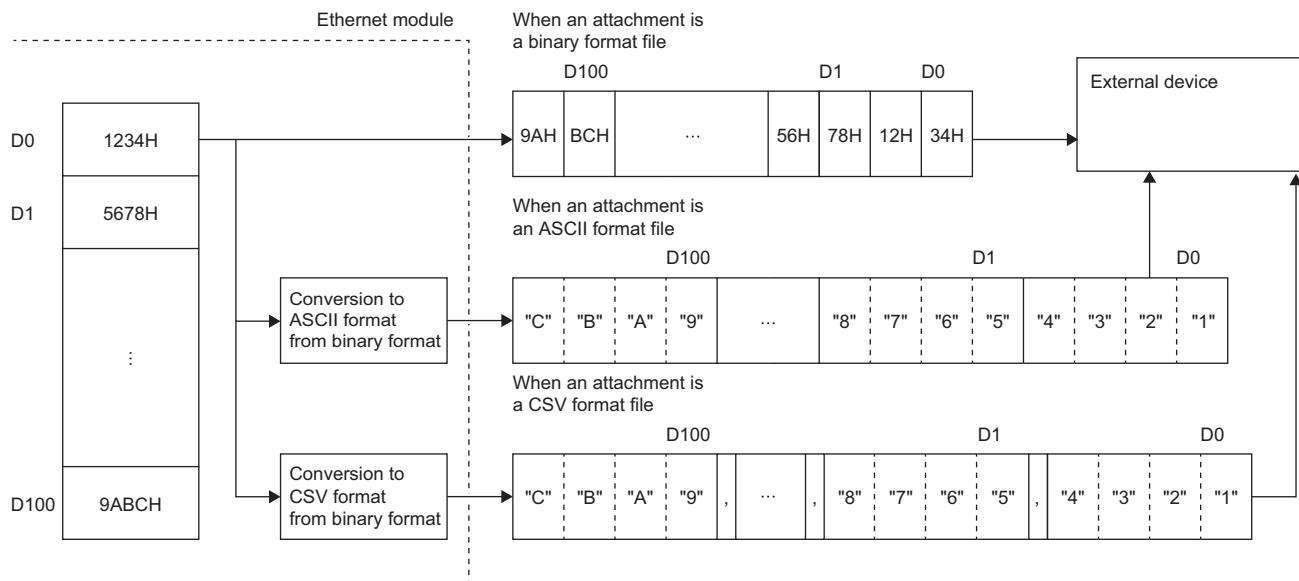 Ethernet module
When an attachment is
a binary format file
D100 D1 D0
9AH BCH ... 56H 78H 12H 34H
External device
D0 1234H
D1 5678H
...
D100 9ABCH
When an attachment is
an ASCII format file
D100 D1 D0
Conversion to
ASCII format
from binary format
"C" "B" "A" "9" ... "8" "7" "6" "5" "4" "3" "2" "1"
When an attachment is
a CSV format file
D100 D1 D0
Conversion to
CSV format
from binary format
"C" "B" "A" "9" , ... , "8" "7" "6" "5" , "4" "3" "2" "1"